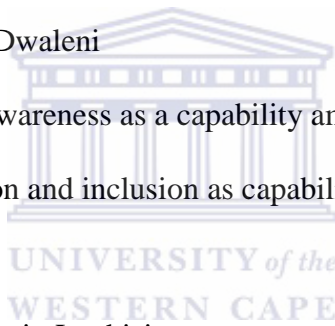 Dwaleni
wareness as a capability an
on and inclusion as capabil
UNIVERSITY of the
WESTERN CAPE